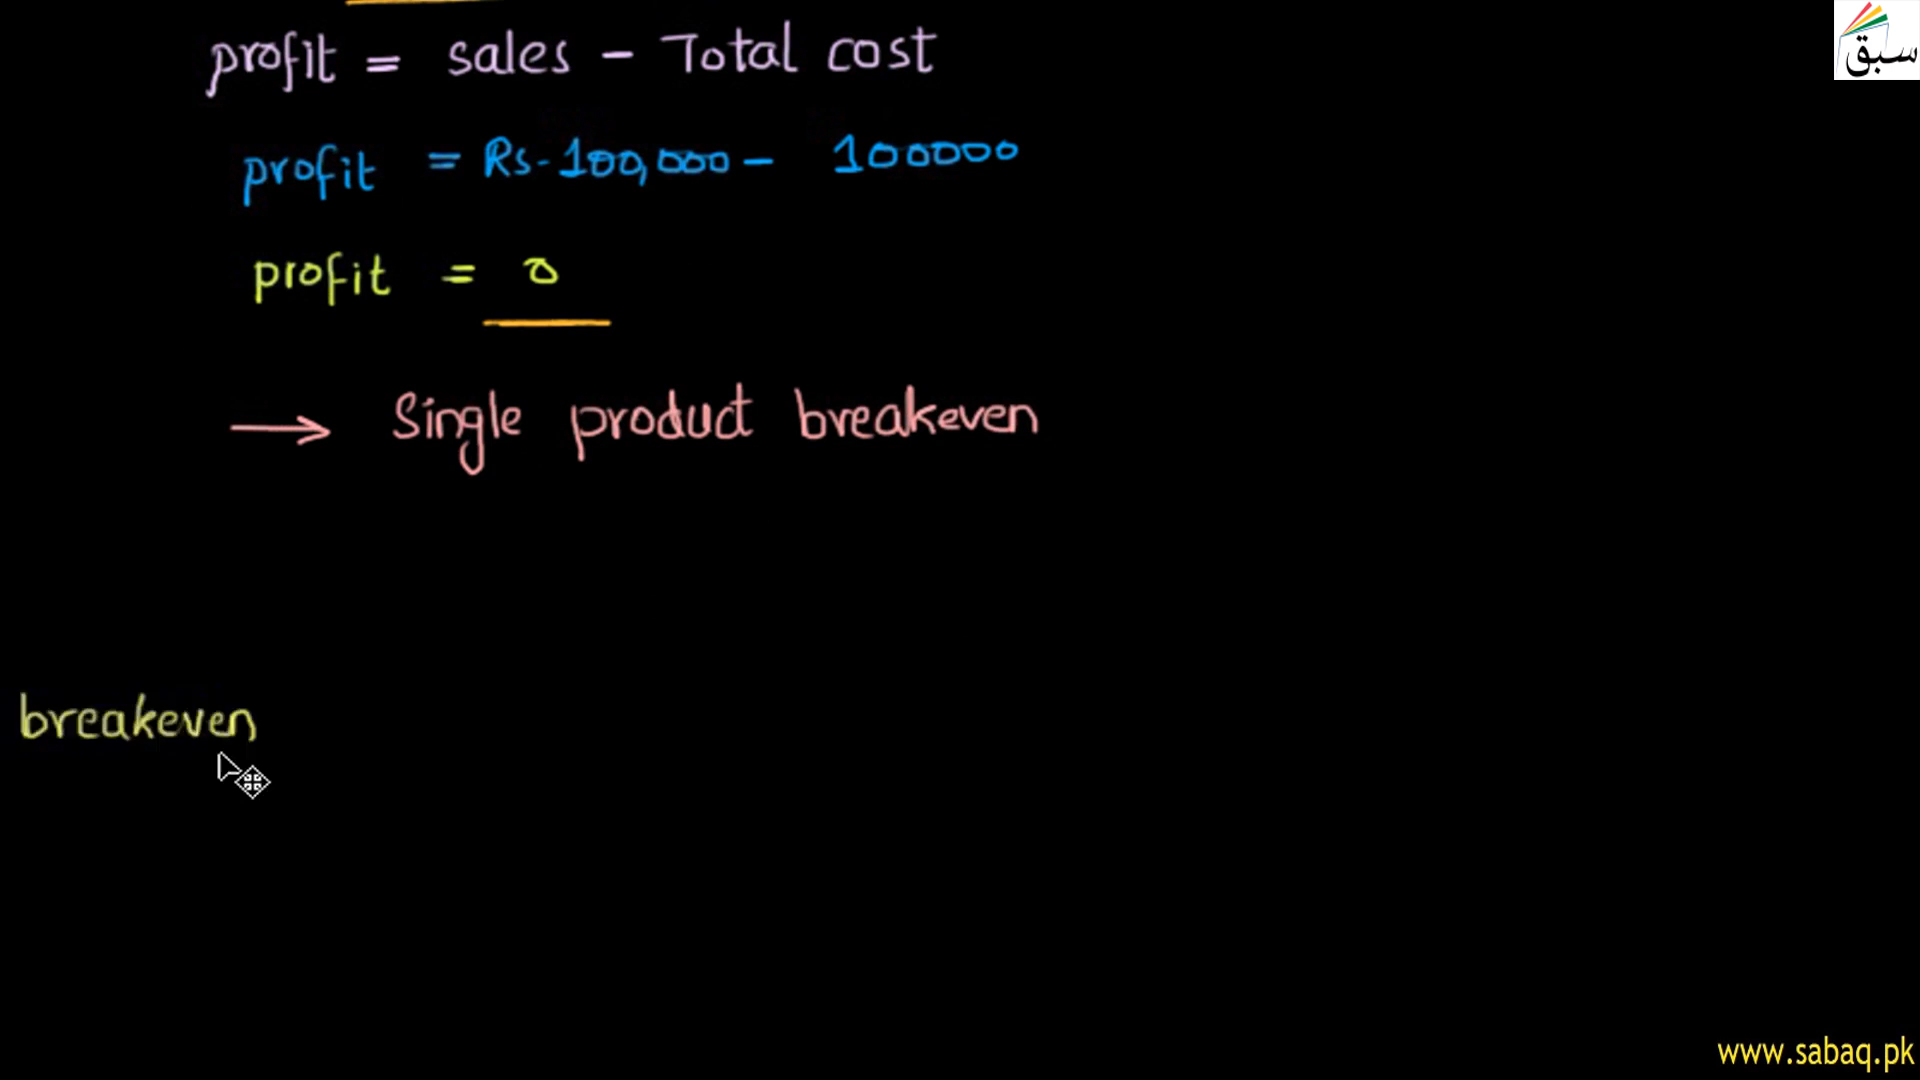 سبق
profit = sales - Total cost
profit = Rs-100,000 - 100000
profit = 0
→ Single product breakeven
breakeven
www.sabaq.pk